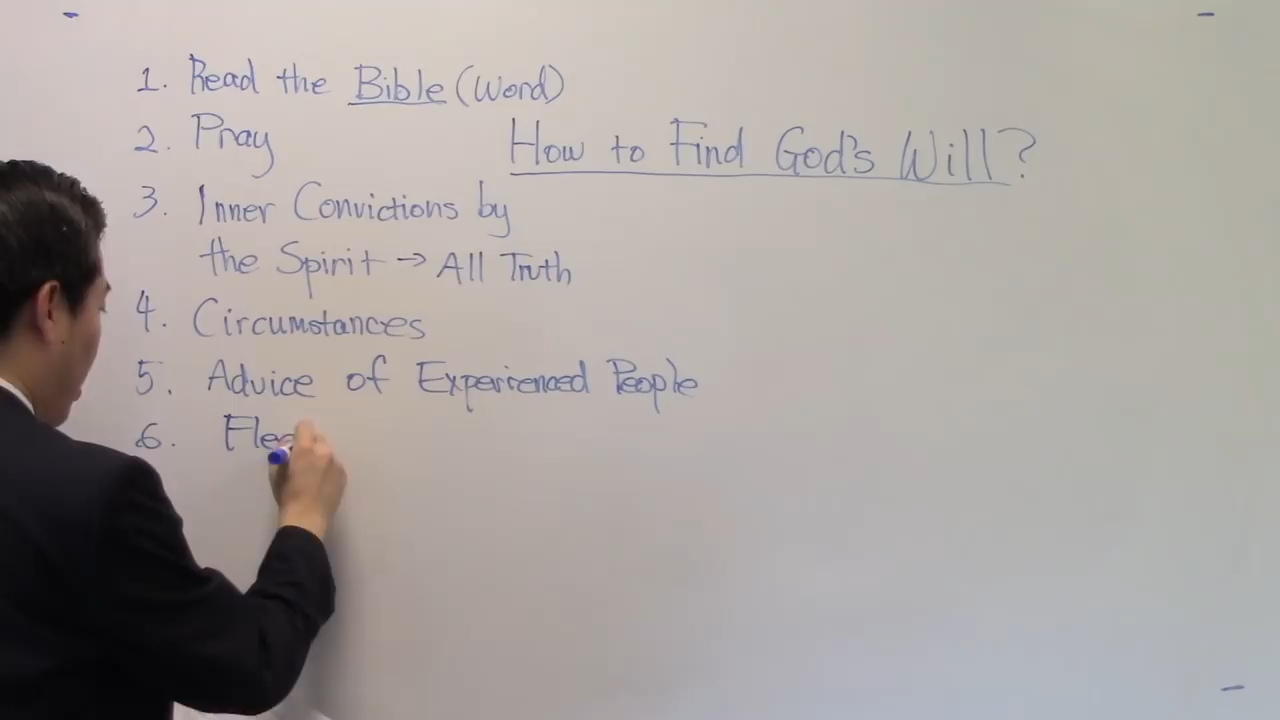 1. Read the Bible (Word)
2. Pray
How to Find God's Will?
3. Inner Convictions by
the Spirit → All Truth
4. Circumstances
5. Advice of Experienced People
6.